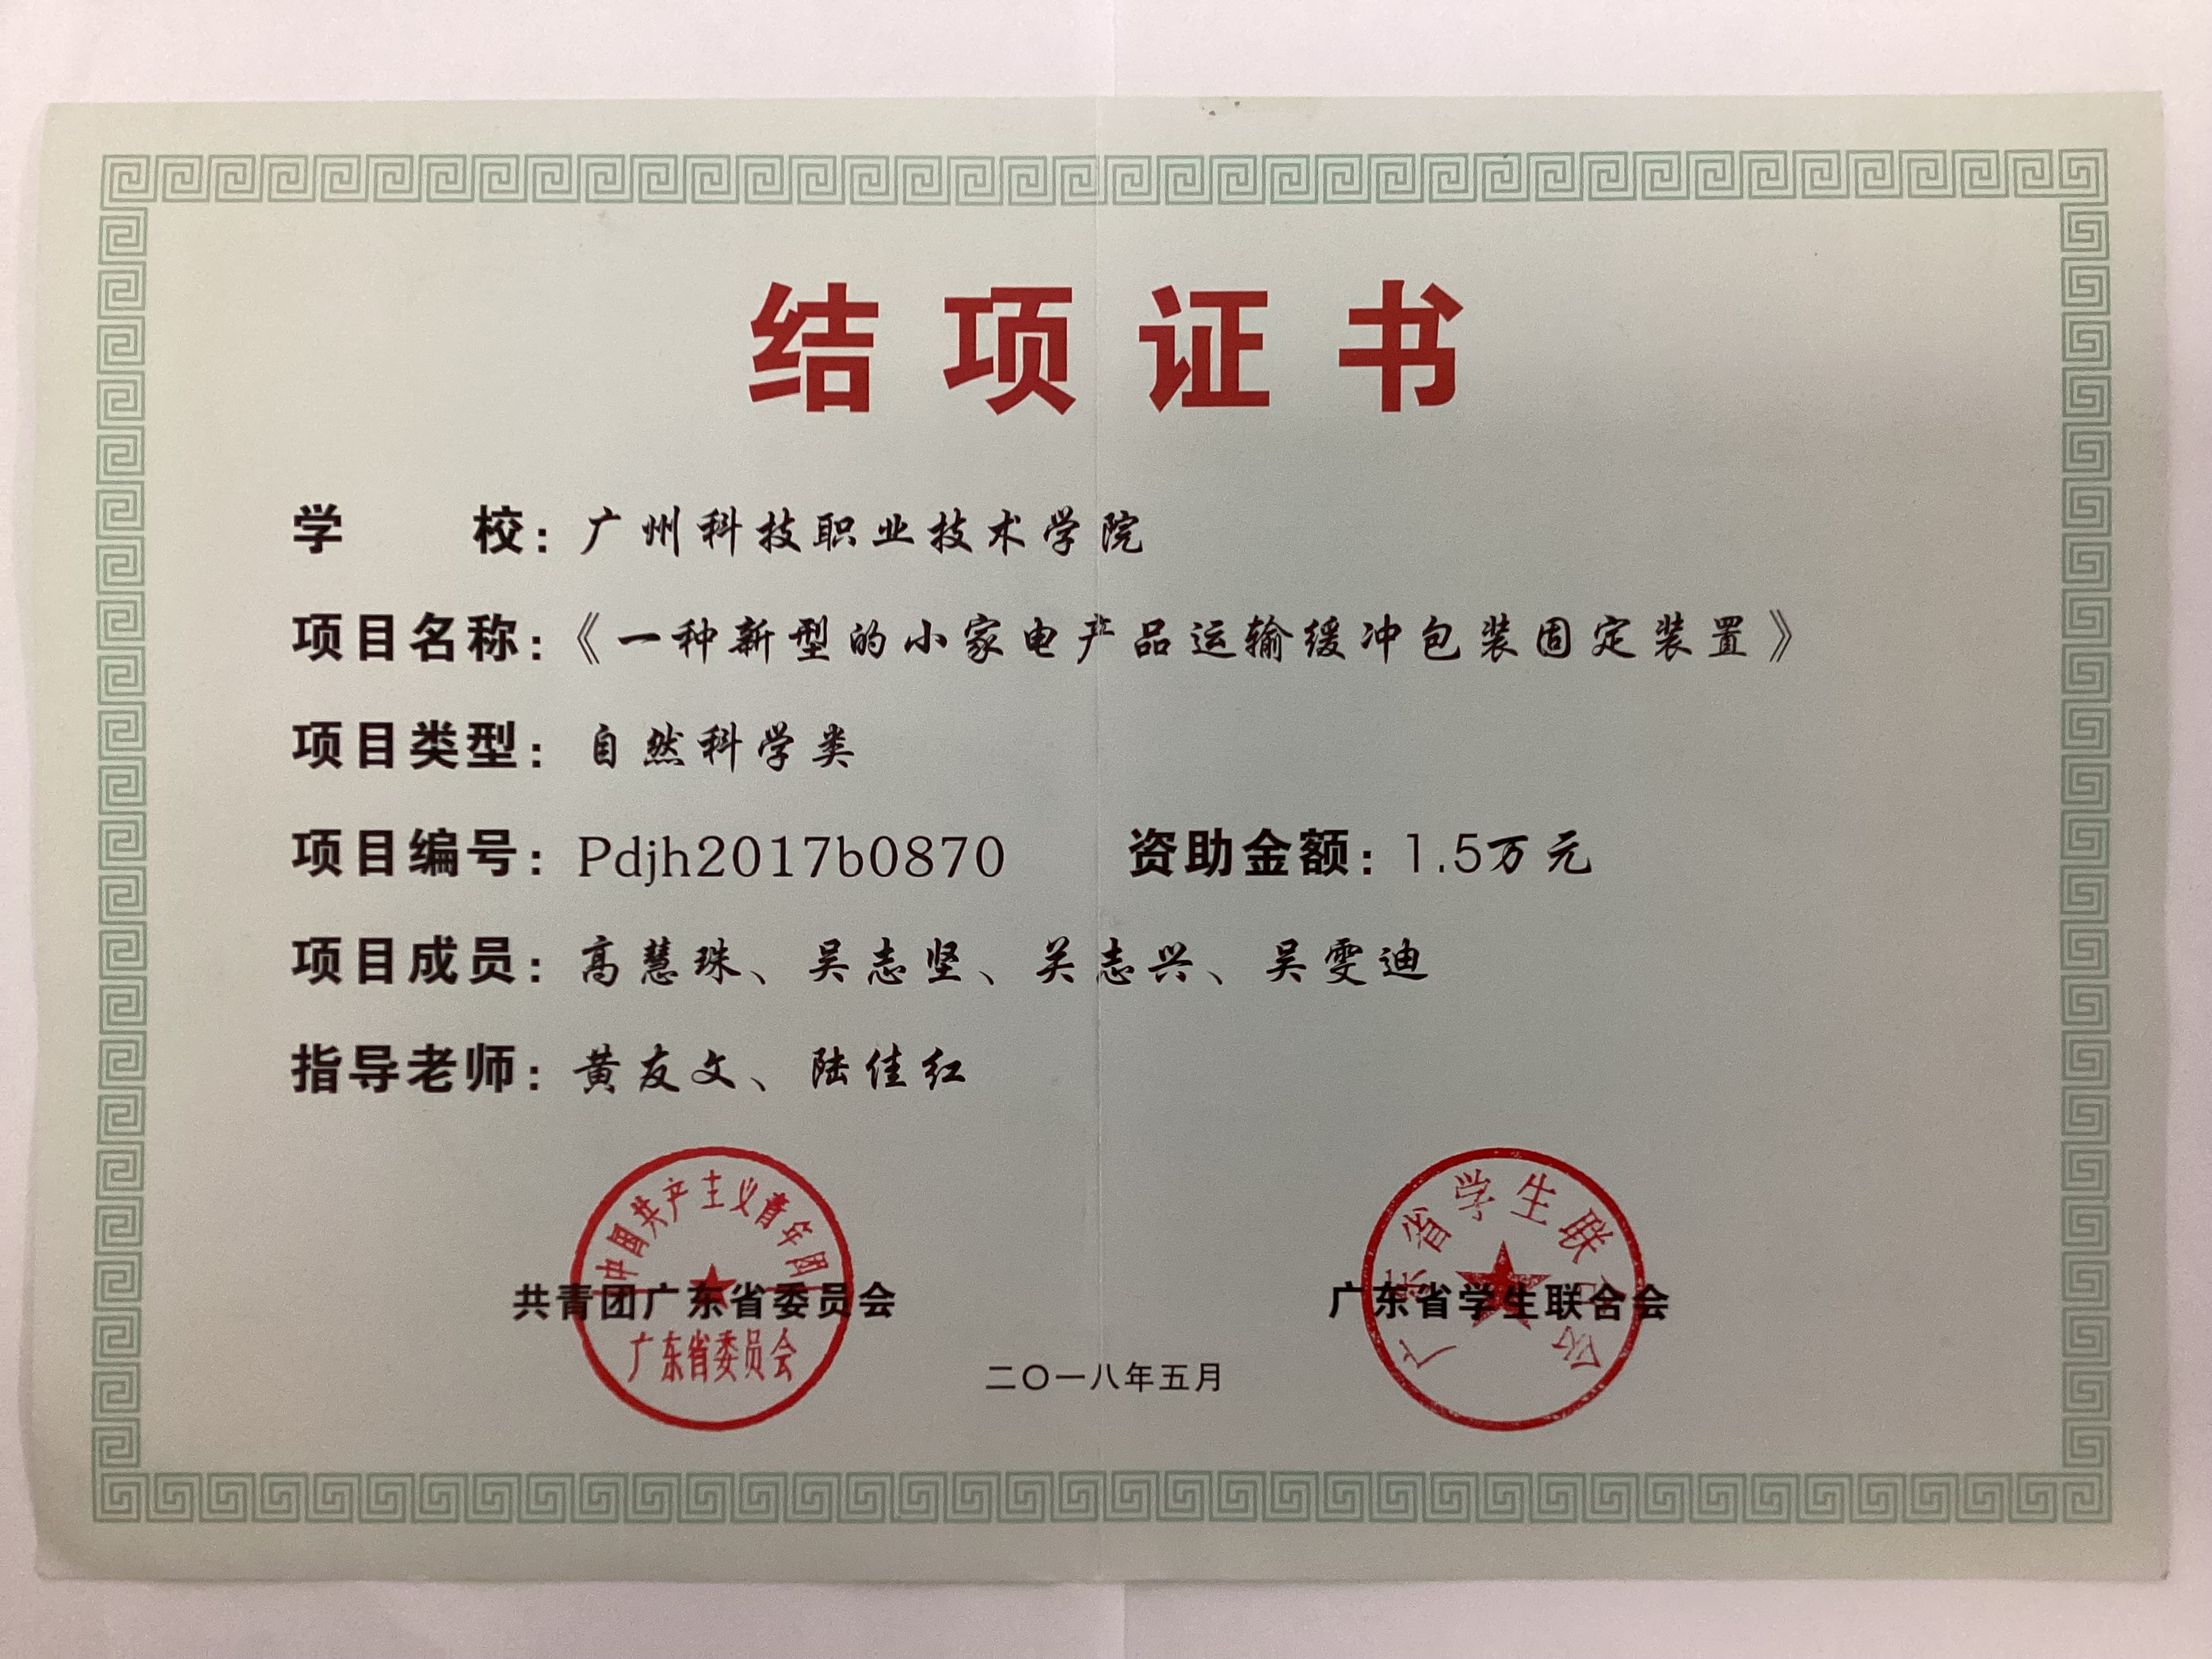 结项证书
学 校：广州科技职业技术学院
项目名称：《一种新型的小家电产品运输缓冲包装固定装置》
项目类型：自然科学类
项目编号：Pdjh2017b0870 资助金额：1.5万元
项目成员：高慧珠、吴志坚、关志兴、吴雯迪
指导老师：黄友文、陆佳红
中国共产主义青年团
共青团广东省委员会
广东省委员会
广东省学生联合会
广东省学生联合会
二〇一八年五月